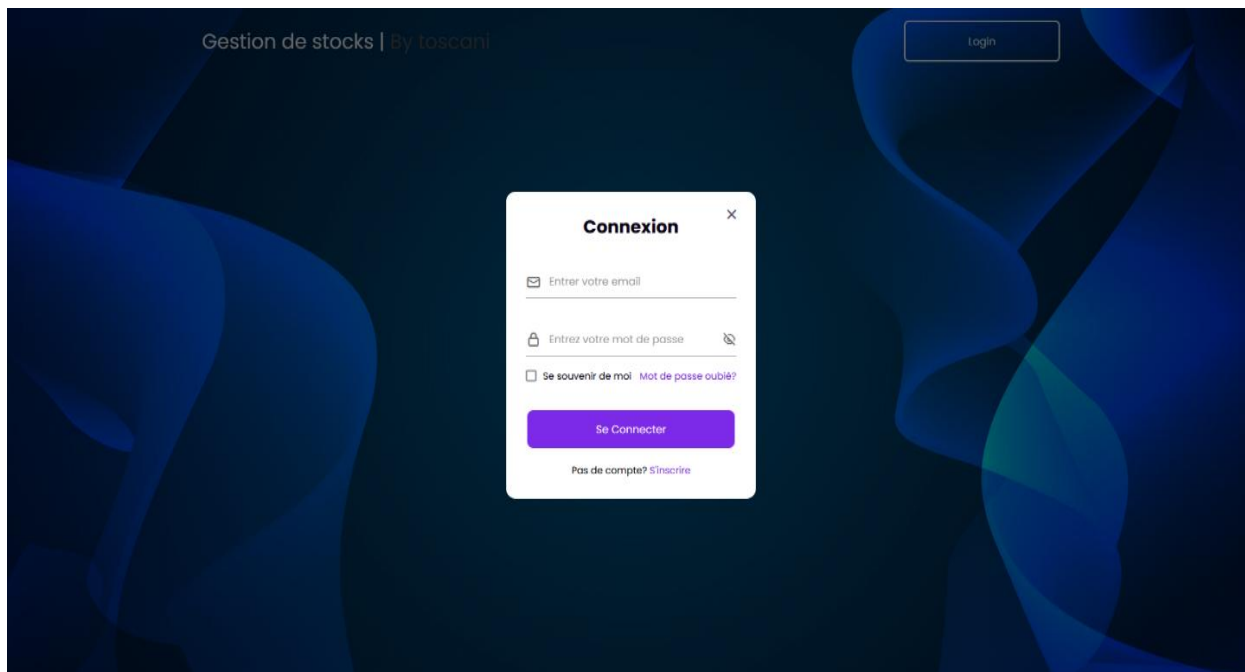 Gestion de stocks | By toscani
Login
Connexion
Entrer votre email
Entrez votre mot de passe
Se souvenir de moi Mot de passe oublié?
Se Connecter
Pas de compte? S'inscrire